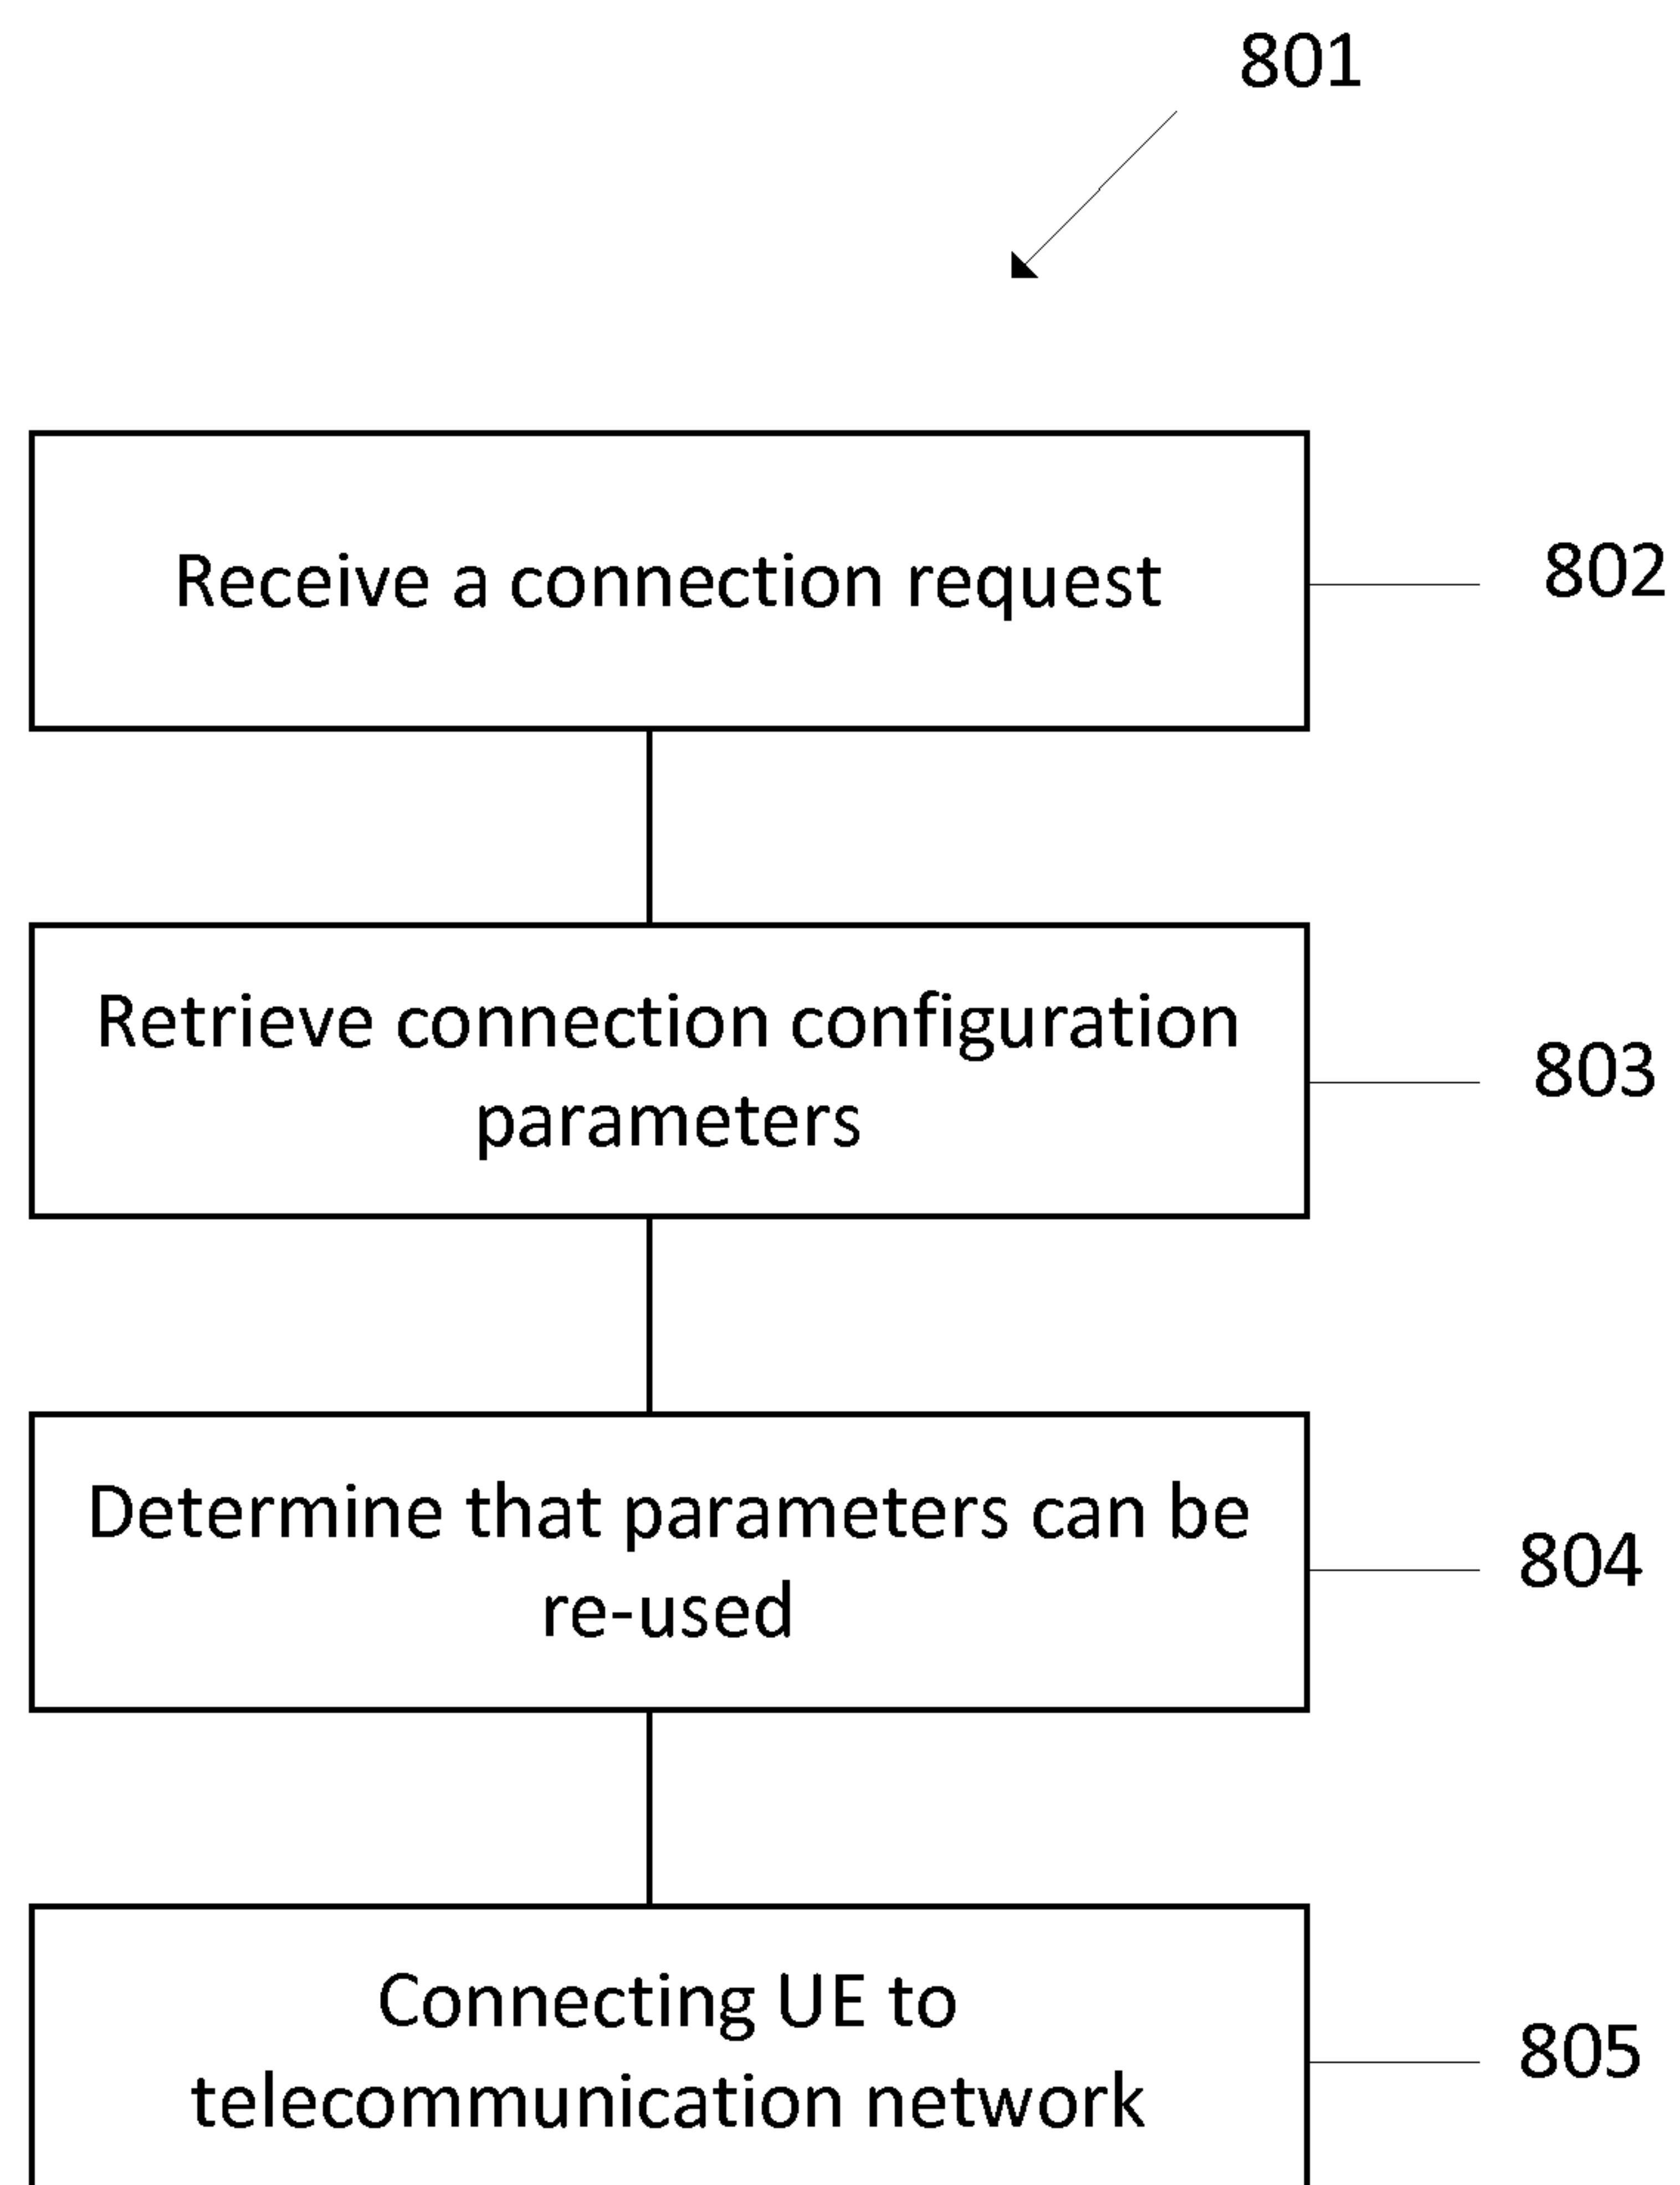 801
Receive a connection request
802
Retrieve connection configuration
parameters
803
Determine that parameters can be
re-used
804
Connecting UE to
telecommunication network
805